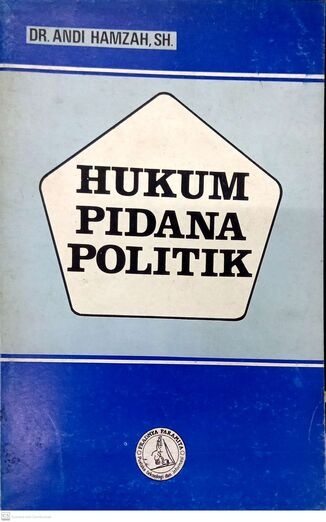 DR. ANDI HAMZAH, SH.
HUKUM
PIDANA
POLITIK
PRADNYA PARAMITA